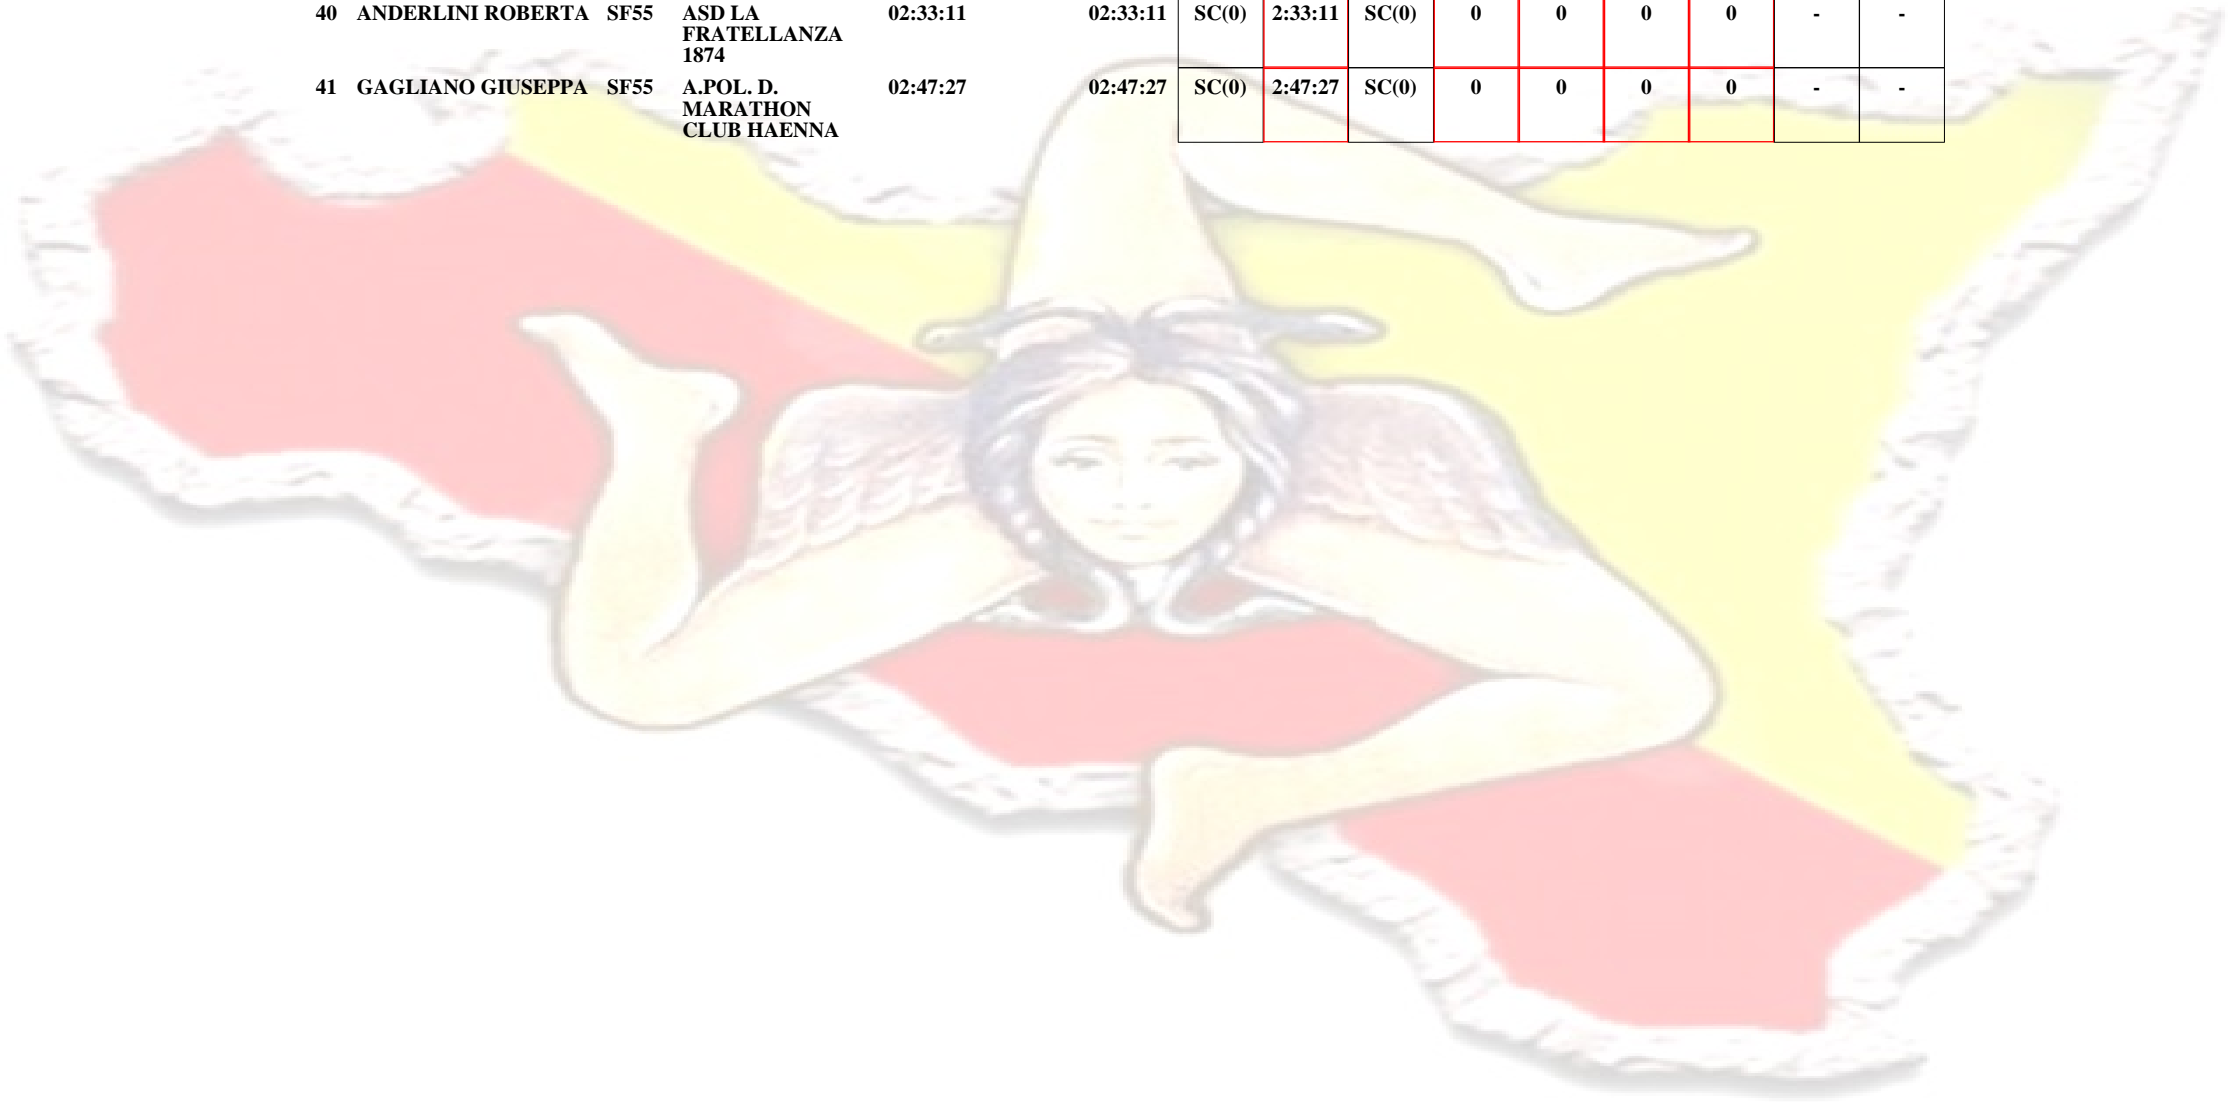 40 ANDERLINI ROBERTA SF55 ASD LA 02:33:11 02:33:11 SC(0) 2:33:11 SC(0) 0 0 0 0 - -
FRATELLANZA
1874
41 GAGLIANO GIUSEPPA SF55 A.POL. D. 02:47:27 02:47:27 SC(0) 2:47:27 SC(0) 0 0 0 0 - -
MARATHON
CLUB HAENNA